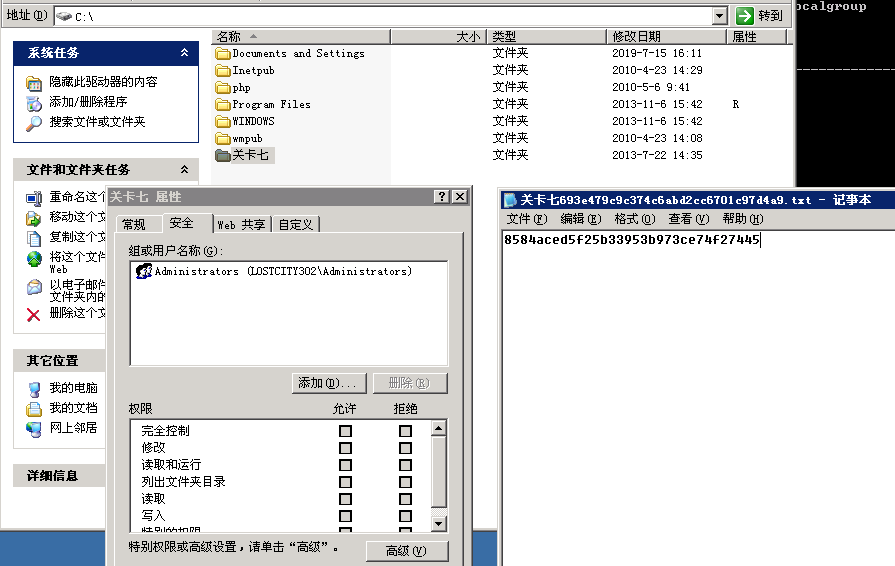 地址(D) C:\ 转到
ocalgroup
系统任务
隐藏此驱动器的内容
添加/删除程序
搜索文件或文件夹
文件和文件夹任务
重命名这个
移动这个文
复制这个文
将这个文件
Web
以电子邮件
文件夹内的
删除这个文
其它位置
我的电脑
我的文档
网上邻居
详细信息
名称 大小 类型 修改日期 属性
Documents and Settings 文件夹 2019-7-15 16:11
Inetpub 文件夹 2010-4-23 14:29
php 文件夹 2010-5-6 9:41
Program Files 文件夹 2013-11-6 15:42 R
WINDOWS 文件夹 2013-11-6 15:42
wmpub 文件夹 2010-4-23 14:08
关卡七 文件夹 2013-7-22 14:35
关卡七 属性
常规 安全 Web 共享 自定义
组或用户名称(G):
Administrators (LOSTCITY302\Administrators)
添加(D)... 删除(R)
权限 允许 拒绝
完全控制
修改
读取和运行
列出文件夹目录
读取
写入
特别的权限
特别权限或高级设置，请单击“高级”。
高级(V)
关卡七693e479c9c374c6abd2cc6701c97d4a9.txt - 记事本
文件(F) 编辑(E) 格式(O) 查看(V) 帮助(H)
8584aced5f25b33953b973ce74f27445